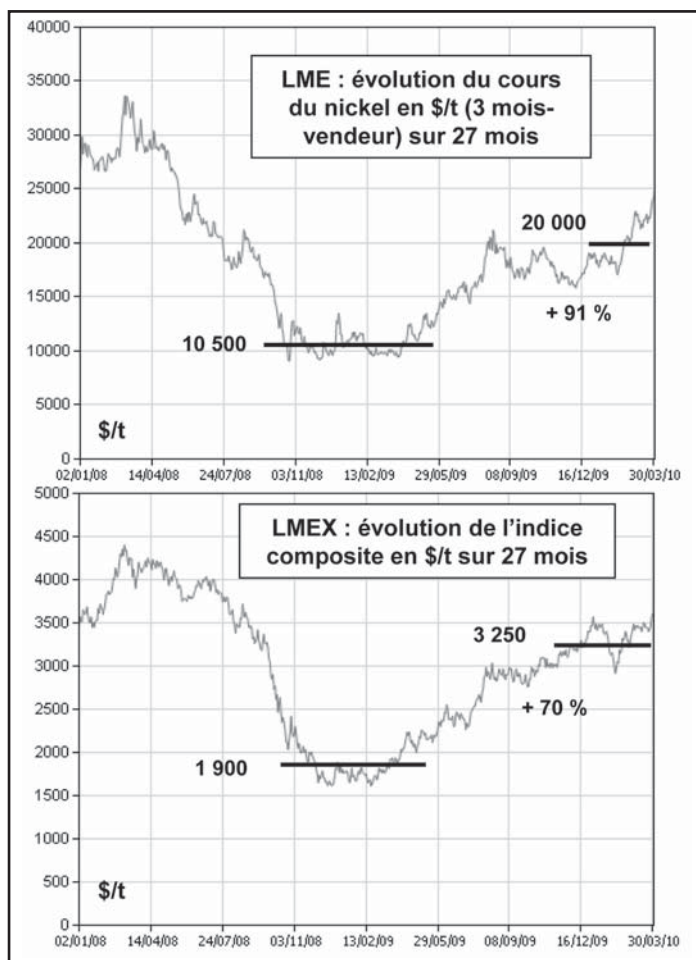 40000
35000
30000
25000
20000
15000
10000
5000
0
LME : évolution du cours
du nickel en $/t (3 mois-
vendeur) sur 27 mois
20 000
+ 91 %
10 500
$/t
02/01/08 14/04/08 24/07/08 03/11/08 13/02/09 29/05/09 08/09/09 16/12/09 30/03/10
5000
4500
4000
3500
3000
2500
2000
1500
1000
500
0
LMEX : évolution de l'indice
composite en $/t sur 27 mois
3 250
+ 70 %
1 900
$/t
02/01/08 14/04/08 24/07/08 03/11/08 13/02/09 29/05/09 08/09/09 16/12/09 30/03/10